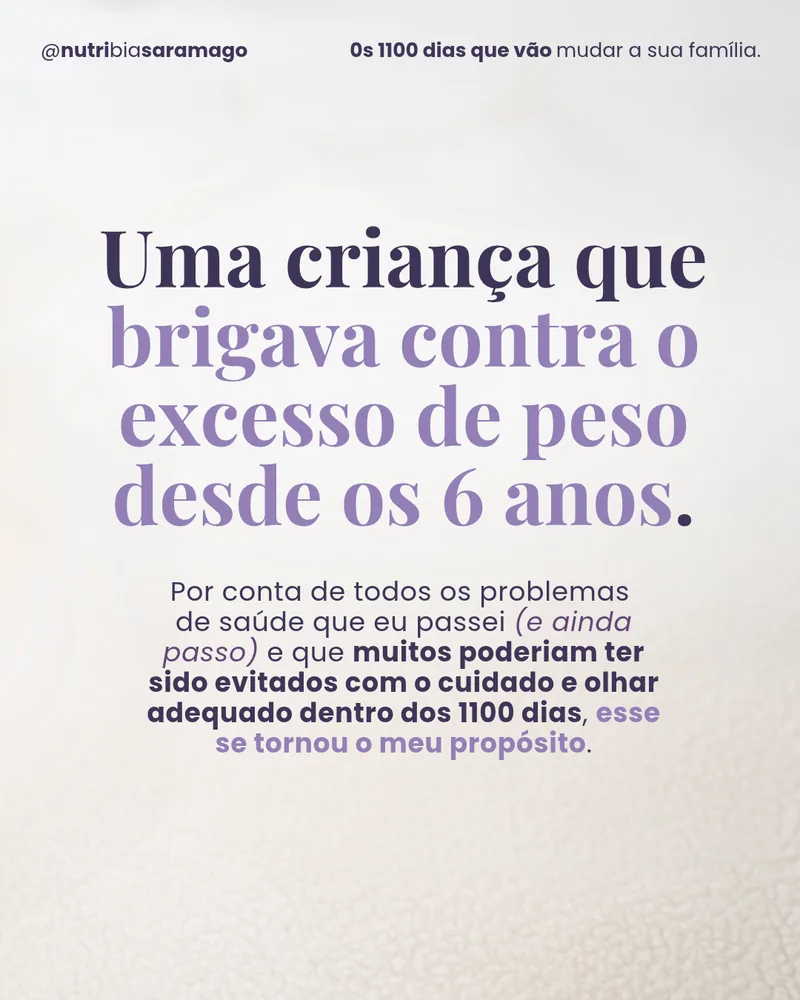 @nutribiasaramago
Os 1100 dias que vão mudar a sua família.
Uma criança que
brigava contra o
excesso de peso
desde os 6 anos.
Por conta de todos os problemas
de saúde que eu passei (e ainda
passo) e que muitos poderiam ter
sido evitados com o cuidado e olhar
adequado dentro dos 1100 dias, esse
se tornou o meu propósito.